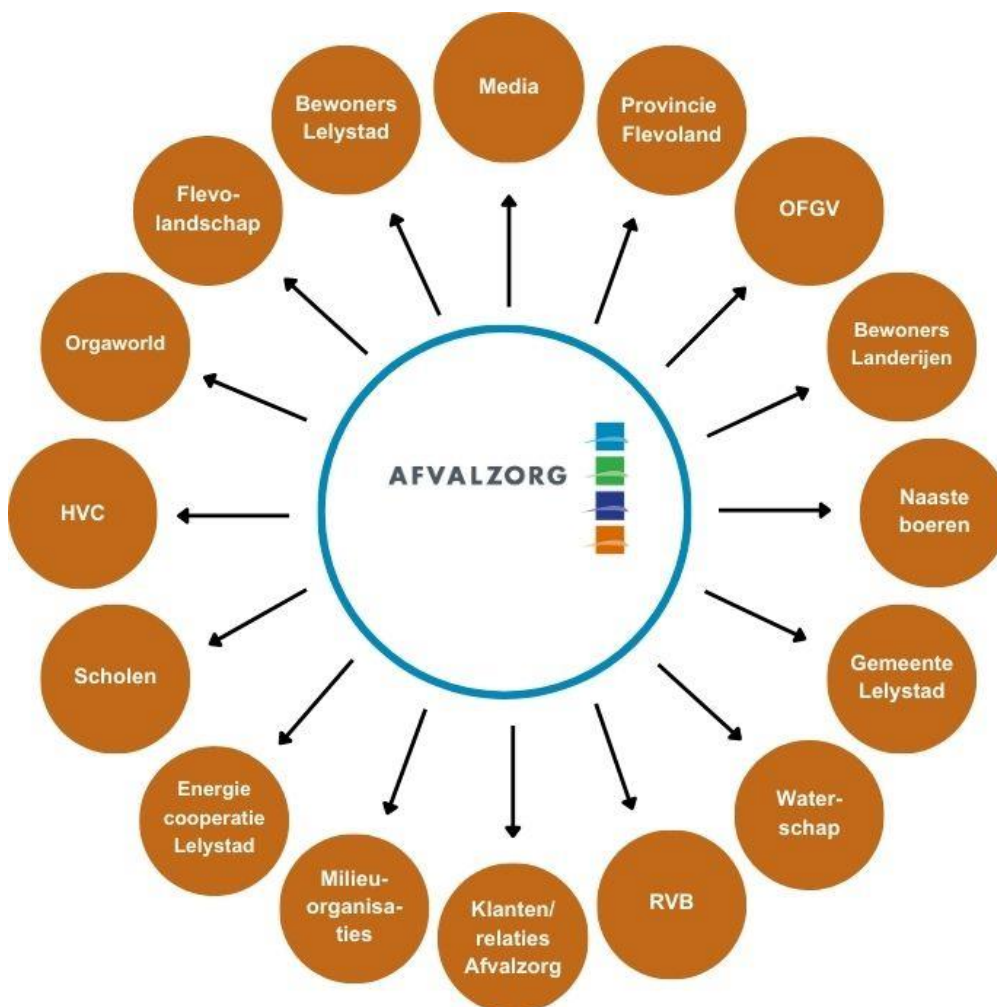 Media
Provincie
Flevoland
OFGV
Bewoners
Landerijen
Naaste
boeren
Gemeente
Lelystad
Water-
schap
RVB
Klanten/
relaties
Afvalzorg
Milieu-
organisa-
ties
Energie
cooperatie
Lelystad
Scholen
HVC
Orgaworld
Flevo-
landschap
Bewoners
Lelystad
AFVALZORG